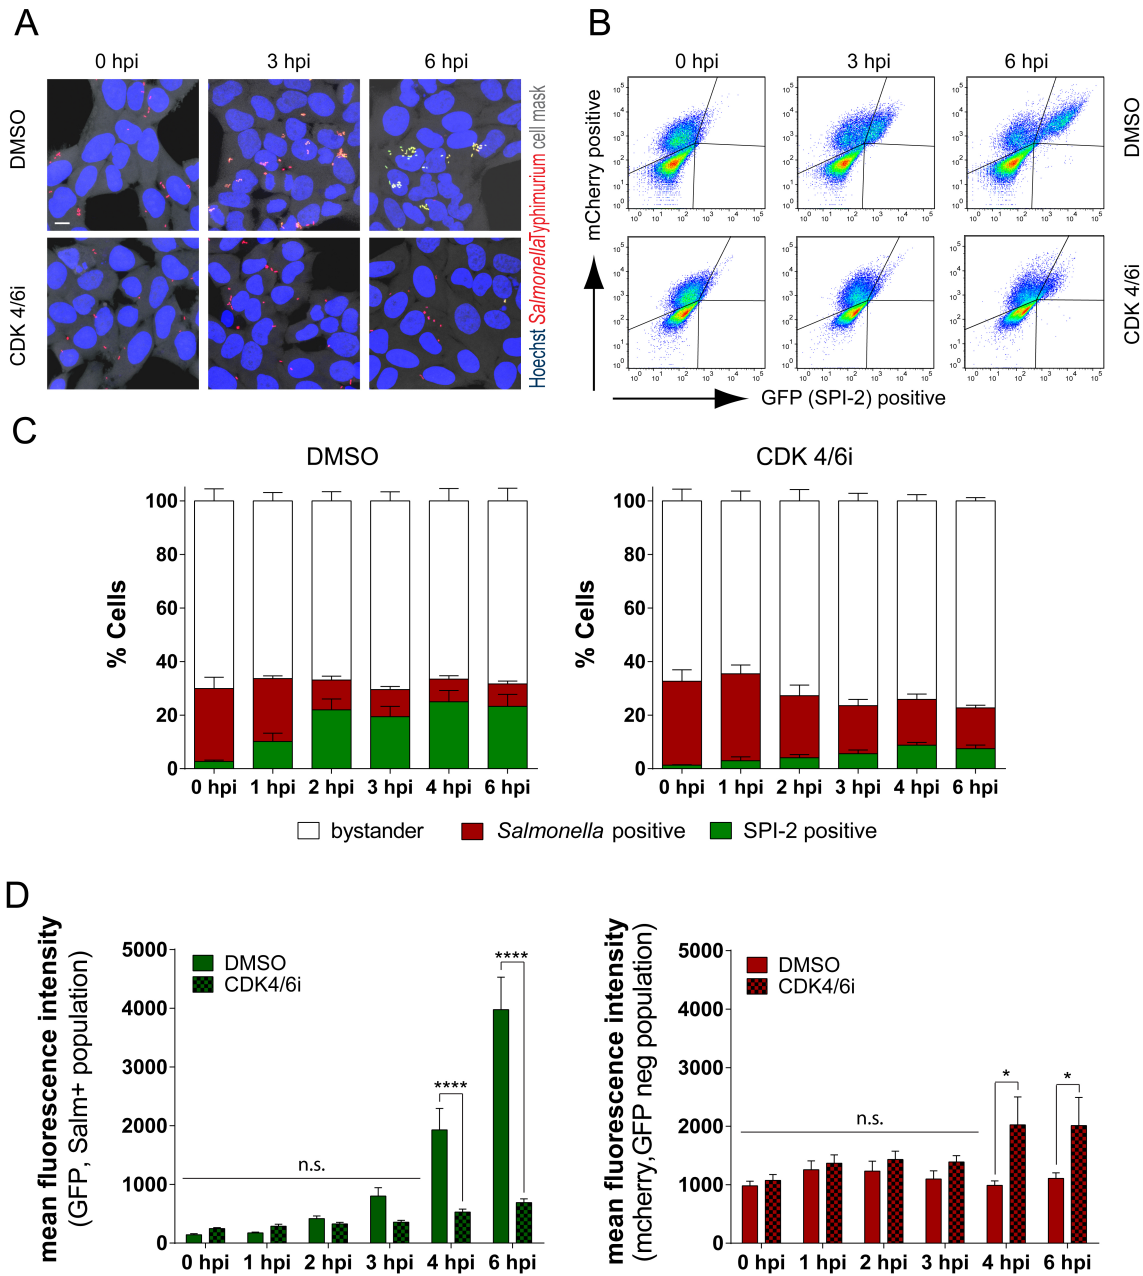 A
0 hpi 3 hpi 6 hpi
DMSO
CDK 4/6i
Hoechst SalmonellaTyphimurium cell mask
B
0 hpi 3 hpi 6 hpi
mCherry positive
DMSO
CDK 4/6i
GFP (SPI-2) positive
C
DMSO
% Cells
100
80
60
40
20
0
0 hpi 1 hpi 2 hpi 3 hpi 4 hpi 6 hpi
CDK 4/6i
% Cells
100
80
60
40
20
0
0 hpi 1 hpi 2 hpi 3 hpi 4 hpi 6 hpi
bystander Salmonella positive SPI-2 positive
D
mean fluorescence intensity
(GFP, Salm+ population)
5000
4000
3000
2000
1000
0
DMSO
CDK4/6i
n.s.
****
****
0 hpi 1 hpi 2 hpi 3 hpi 4 hpi 6 hpi
mean fluorescence intensity
(mcherry,GFP neg population)
5000
4000
3000
2000
1000
0
DMSO
CDK4/6i
n.s.
*
*
0 hpi 1 hpi 2 hpi 3 hpi 4 hpi 6 hpi